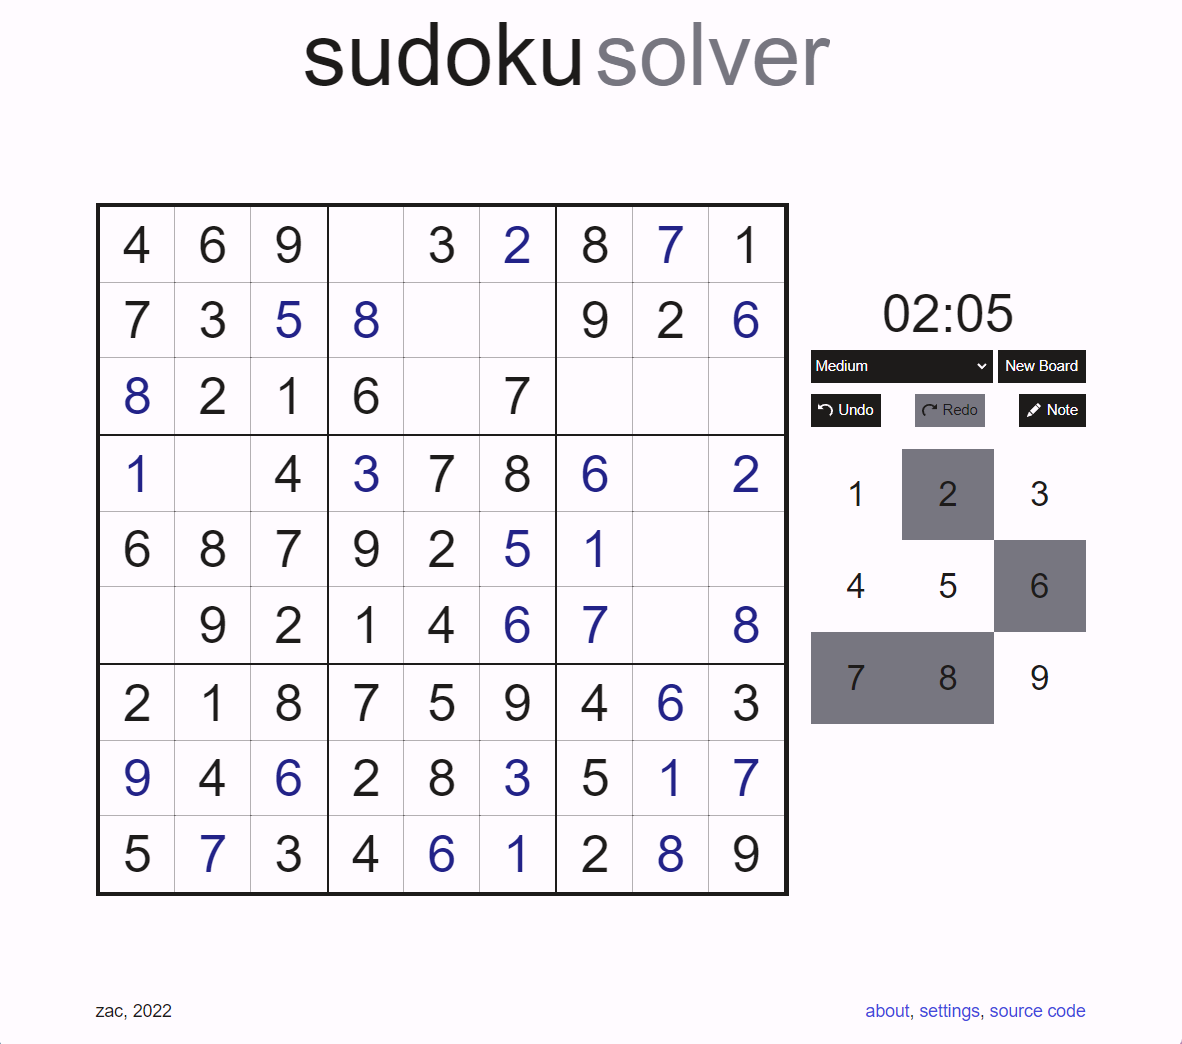 sudoku solver
4 6 9 3 2 8 7 1
7 3 5 8 9 2 6
8 2 1 6 7
1 4 3 7 8 6 2
6 8 7 9 2 5 1
9 2 1 4 6 7 8
2 1 8 7 5 9 4 6 3
9 4 6 2 8 3 5 1 7
5 7 3 4 6 1 2 8 9
02:05
Medium New Board
Undo Redo Note
1 2 3
4 5 6
7 8 9
zac, 2022
about, settings, source code